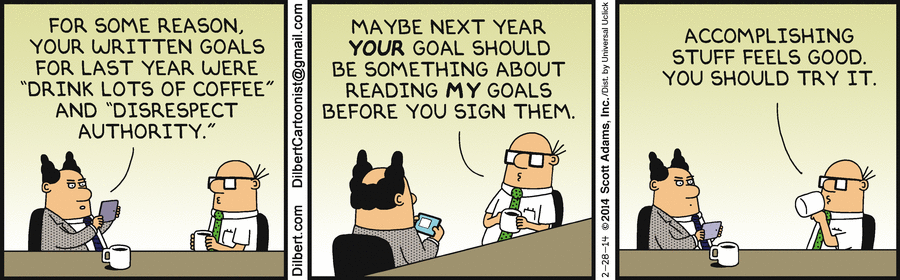 FOR SOME REASON,
YOUR WRITTEN GOALS
FOR LAST YEAR WERE
“DRINK LOTS OF COFFEE”
AND “DISRESPECT
AUTHORITY.”
Dilbert.com DilbertCartoonist@gmail.com
MAYBE NEXT YEAR
YOUR GOAL SHOULD
BE SOMETHING ABOUT
READING MY GOALS
BEFORE YOU SIGN THEM.
2-28-14 ©2014 Scott Adams, Inc. /Dist. by Universal Uclick
ACCOMPLISHING
STUFF FEELS GOOD.
YOU SHOULD TRY IT.